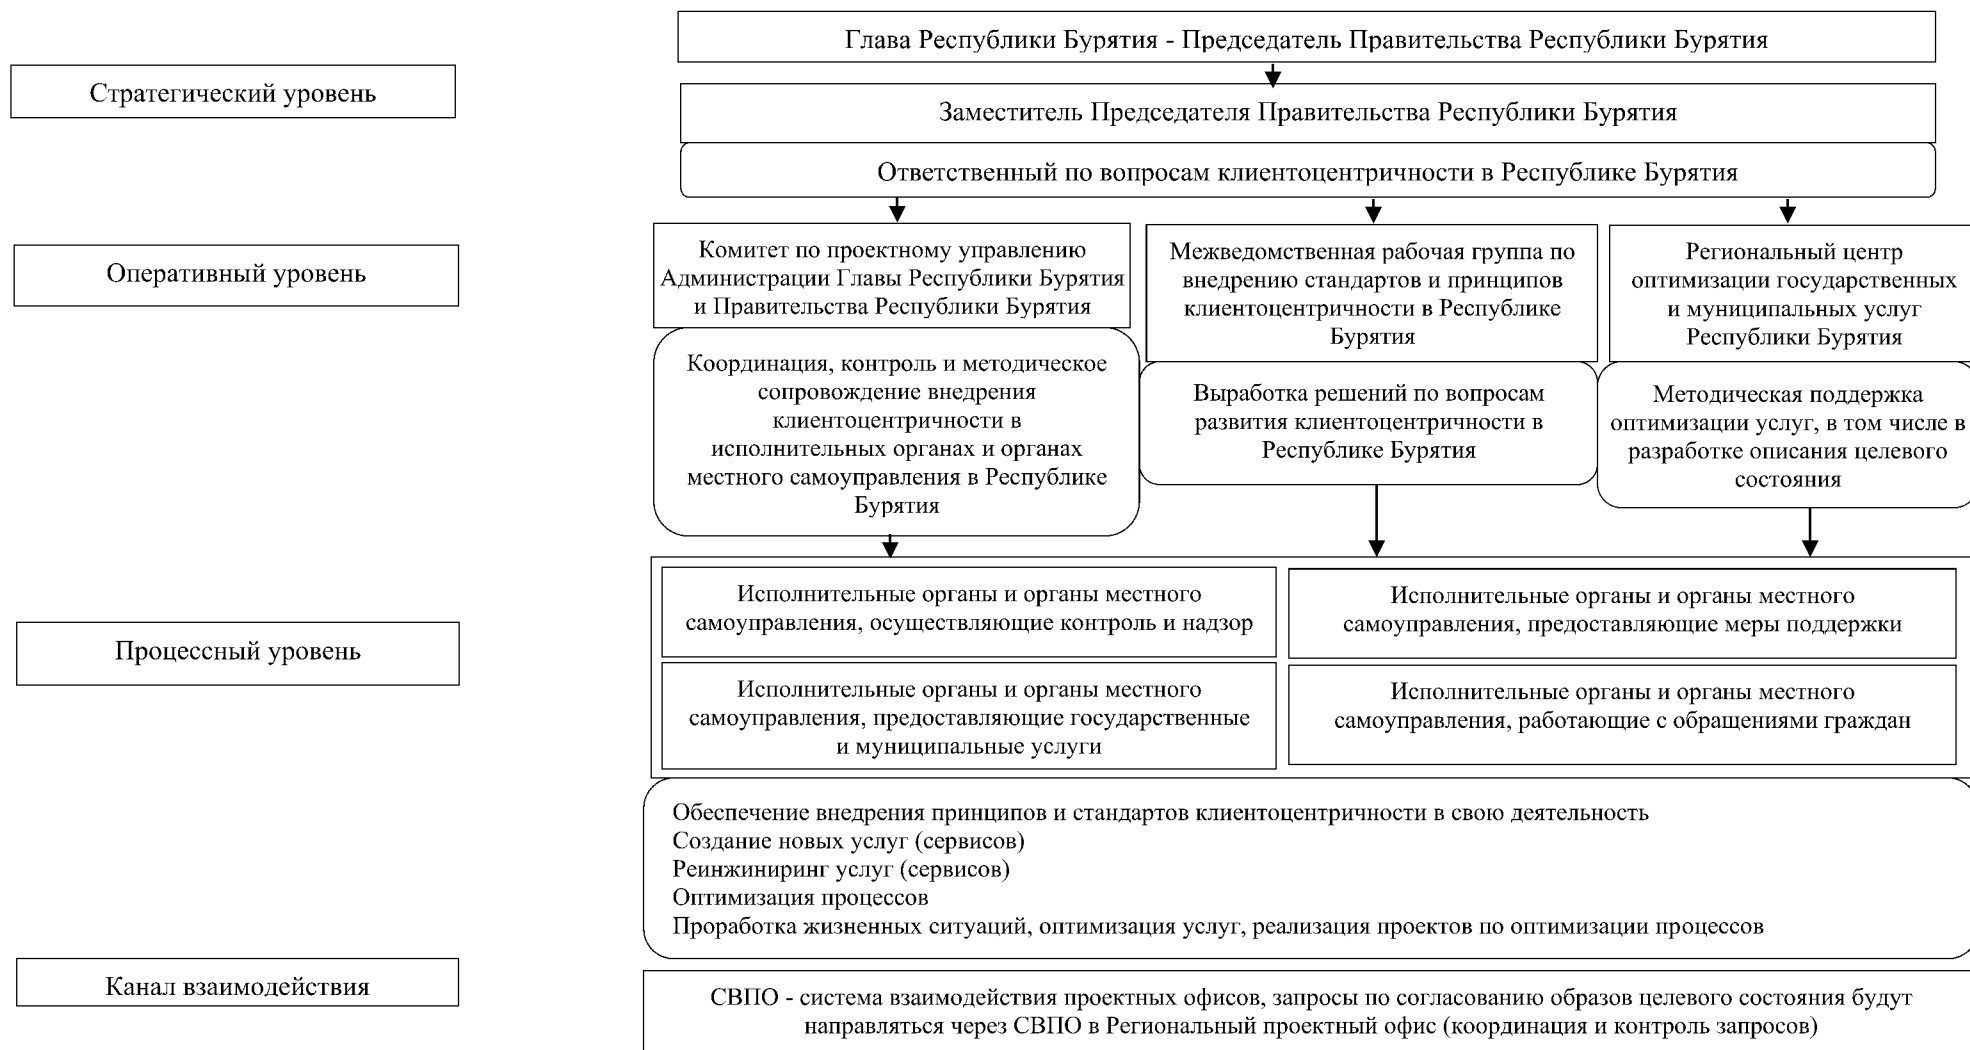 Глава Республики Бурятия - Председатель Правительства Республики Бурятия
Стратегический уровень
Заместитель Председателя Правительства Республики Бурятия
Ответственный по вопросам клиентоцентричности в Республике Бурятия
Оперативный уровень
Комитет по проектному управлению
Администрации Главы Республики Бурятия
и Правительства Республики Бурятия
Координация, контроль и методическое
сопровождение внедрения
клиентоцентричности в
исполнительных органах и органах
местного самоуправления в Республике
Бурятия
Межведомственная рабочая группа по
внедрению стандартов и принципов
клиентоцентричности в Республике
Бурятия
Выработка решений по вопросам
развития клиентоцентричности в
Республике Бурятия
Региональный центр
оптимизации государственных
и муниципальных услуг
Республики Бурятия
Методическая поддержка
оптимизации услуг, в том числе в
разработке описания целевого
состояния
Процессный уровень
Исполнительные органы и органы местного
самоуправления, осуществляющие контроль и надзор
Исполнительные органы и органы местного
самоуправления, предоставляющие меры поддержки
Исполнительные органы и органы местного
самоуправления, предоставляющие государственные
и муниципальные услуги
Исполнительные органы и органы местного
самоуправления, работающие с обращениями граждан
Обеспечение внедрения принципов и стандартов клиентоцентричности в свою деятельность
Создание новых услуг (сервисов)
Реинжиниринг услуг (сервисов)
Оптимизация процессов
Проработка жизненных ситуаций, оптимизация услуг, реализация проектов по оптимизации процессов
Канал взаимодействия
СВПО - система взаимодействия проектных офисов, запросы по согласованию образов целевого состояния будут
направляться через СВПО в Региональный проектный офис (координация и контроль запросов)